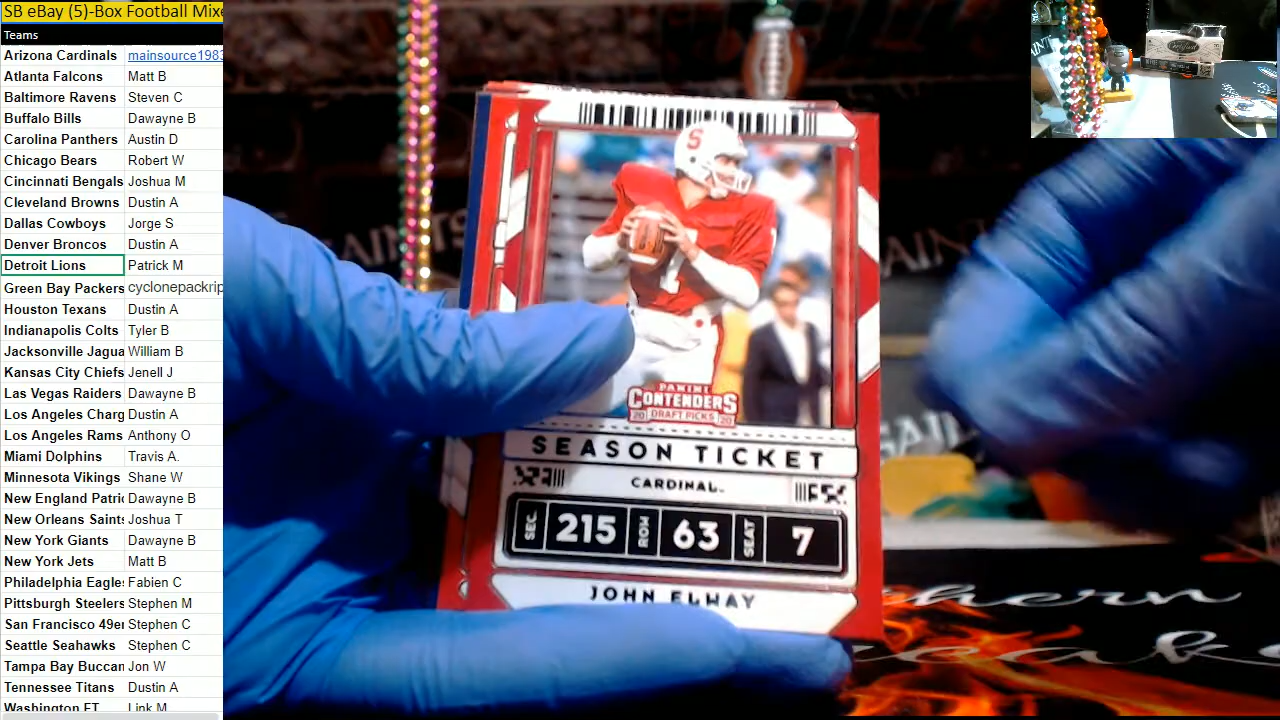 SB eBay (5)-Box Football Mixe
Teams
Arizona Cardinals mainsource1983
Atlanta Falcons Matt B
Baltimore Ravens Steven C
Buffalo Bills Dawayne B
Carolina Panthers Austin D
Chicago Bears Robert W
Cincinnati Bengals Joshua M
Cleveland Browns Dustin A
Dallas Cowboys Jorge S
Denver Broncos Dustin A
Detroit Lions Patrick M
Green Bay Packers cyclonepackrip
Houston Texans Dustin A
Indianapolis Colts Tyler B
Jacksonville Jagua William B
Kansas City Chiefs Jenell J
Las Vegas Raiders Dawayne B
Los Angeles Charg Dustin A
Los Angeles Rams Anthony O
Miami Dolphins Travis A.
Minnesota Vikings Shane W
New England Patric Dawayne B
New Orleans Saints Joshua T
New York Giants Dawayne B
New York Jets Matt B
Philadelphia Eagle Fabien C
Pittsburgh Steelers Stephen M
San Francisco 49er Stephen C
Seattle Seahawks Stephen C
Tampa Bay Buccan Jon W
Tennessee Titans Dustin A
Washington FT Link M
S
7
PANINI
CONTENDERS
20 DRAFT PICKS 20
SEASON TICKET
CARDINAL
SEC. 215 ROW 63 SEAT 7
JOHN ELWAY